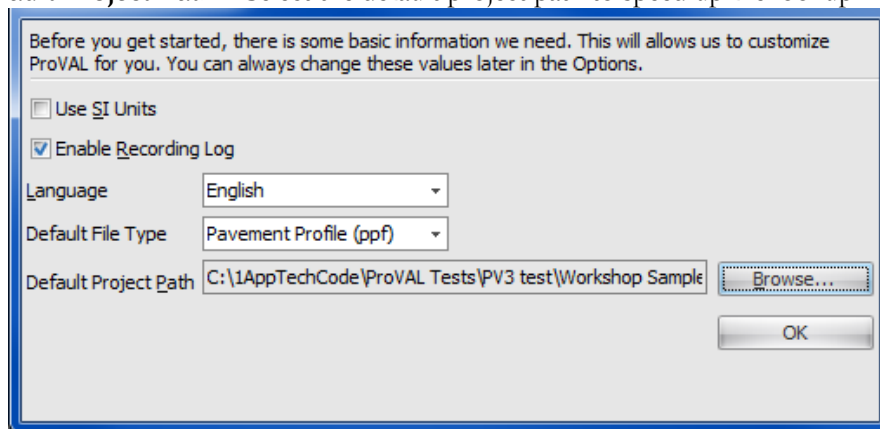 Before you get started, there is some basic information we need. This will allows us to customize
ProVAL for you. You can always change these values later in the Options.
Use SI Units
Enable Recording Log
Language English
Default File Type Pavement Profile (ppf)
Default Project Path C:\1AppTechCode\ProVAL Tests\PV3 test\Workshop Sample Browse...
OK